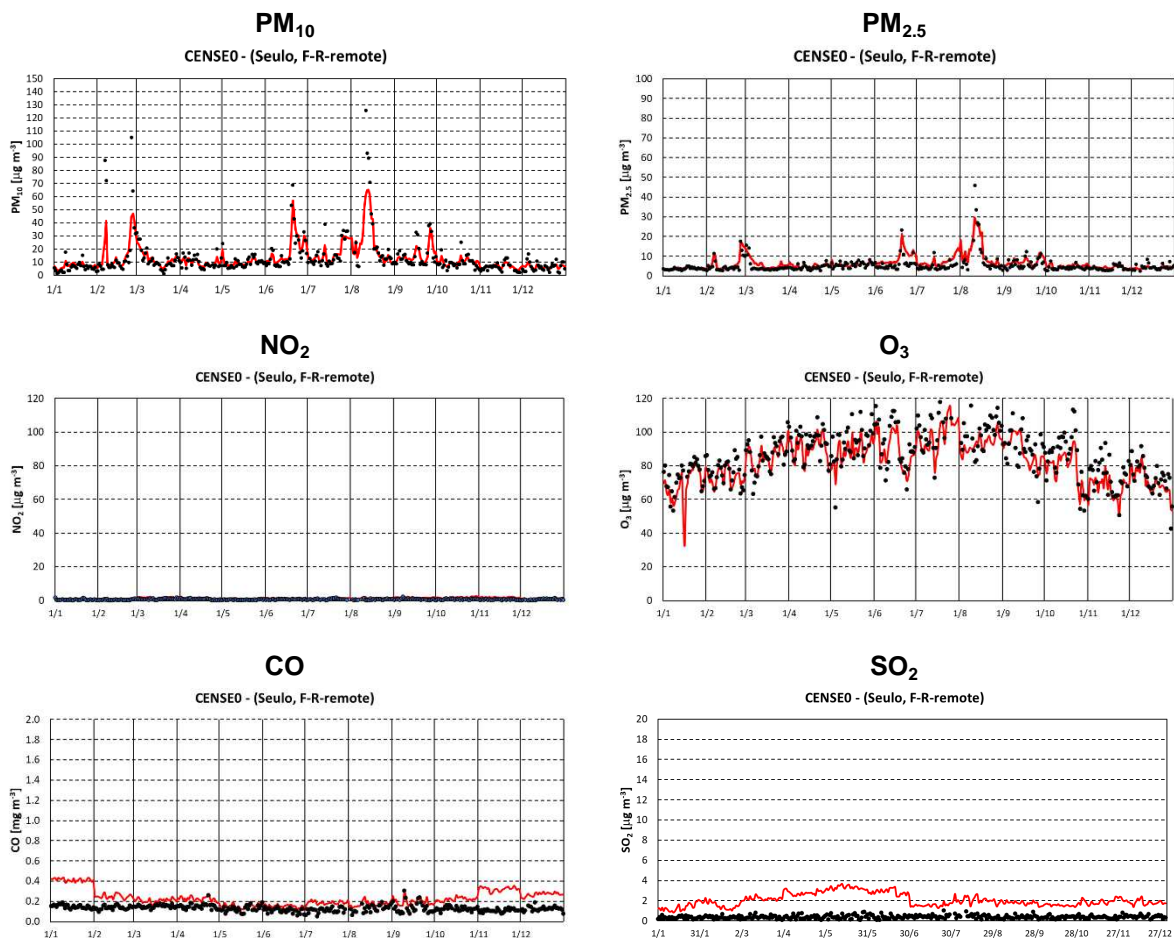 PM₁₀
CENSE0 - (Seulo, F-R-remote)
PM₁₀ [µg m⁻³]
150
140
130
120
110
100
90
80
70
60
50
40
30
20
10
0
1/1 1/2 1/3 1/4 1/5 1/6 1/7 1/8 1/9 1/10 1/11 1/12
PM₂.₅
CENSE0 - (Seulo, F-R-remote)
PM₂.₅ [µg m⁻³]
100
90
80
70
60
50
40
30
20
10
0
1/1 1/2 1/3 1/4 1/5 1/6 1/7 1/8 1/9 1/10 1/11 1/12
NO₂
CENSE0 - (Seulo, F-R-remote)
NO₂ [µg m⁻³]
120
100
80
60
40
20
0
1/1 1/2 1/3 1/4 1/5 1/6 1/7 1/8 1/9 1/10 1/11 1/12
O₃
CENSE0 - (Seulo, F-R-remote)
O₃ [µg m⁻³]
120
100
80
60
40
20
0
1/1 1/2 1/3 1/4 1/5 1/6 1/7 1/8 1/9 1/10 1/11 1/12
CO
CENSE0 - (Seulo, F-R-remote)
CO [mg m⁻³]
2.0
1.8
1.6
1.4
1.2
1.0
0.8
0.6
0.4
0.2
0.0
1/1 1/2 1/3 1/4 1/5 1/6 1/7 1/8 1/9 1/10 1/11 1/12
SO₂
CENSE0 - (Seulo, F-R-remote)
SO₂ [µg m⁻³]
20
18
16
14
12
10
8
6
4
2
0
1/1 31/1 2/3 1/4 1/5 31/5 30/6 30/7 29/8 28/9 28/10 27/11 27/12